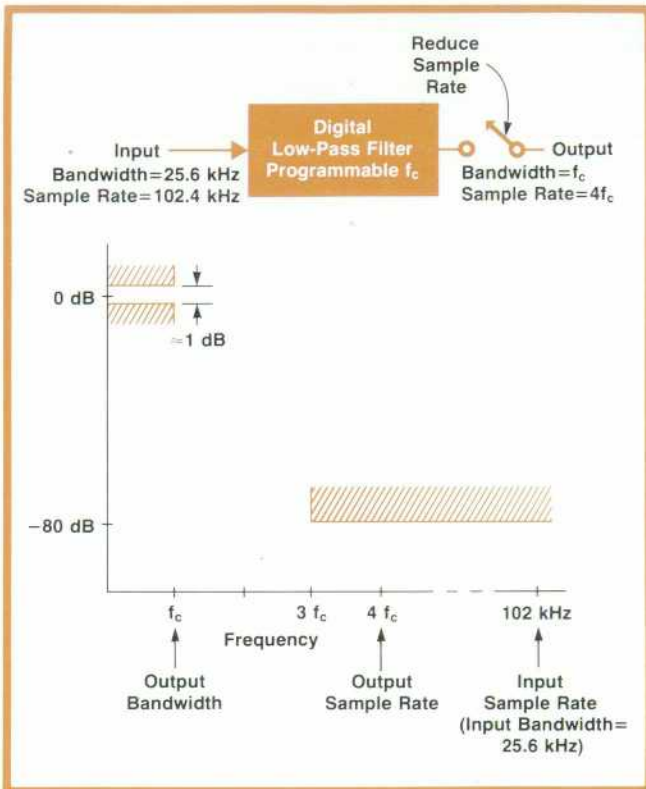 Reduce
Sample
Rate
Digital
Low-Pass Filter
Programmable fc
Input
Bandwidth=25.6 kHz
Sample Rate=102.4 kHz
Output
Bandwidth=fc
Sample Rate=4fc
0 dB
≈1 dB
−80 dB
fc
3 fc
4 fc
102 kHz
Frequency
Output
Bandwidth
Output
Sample Rate
Input
Sample Rate
(Input Bandwidth=
25.6 kHz)